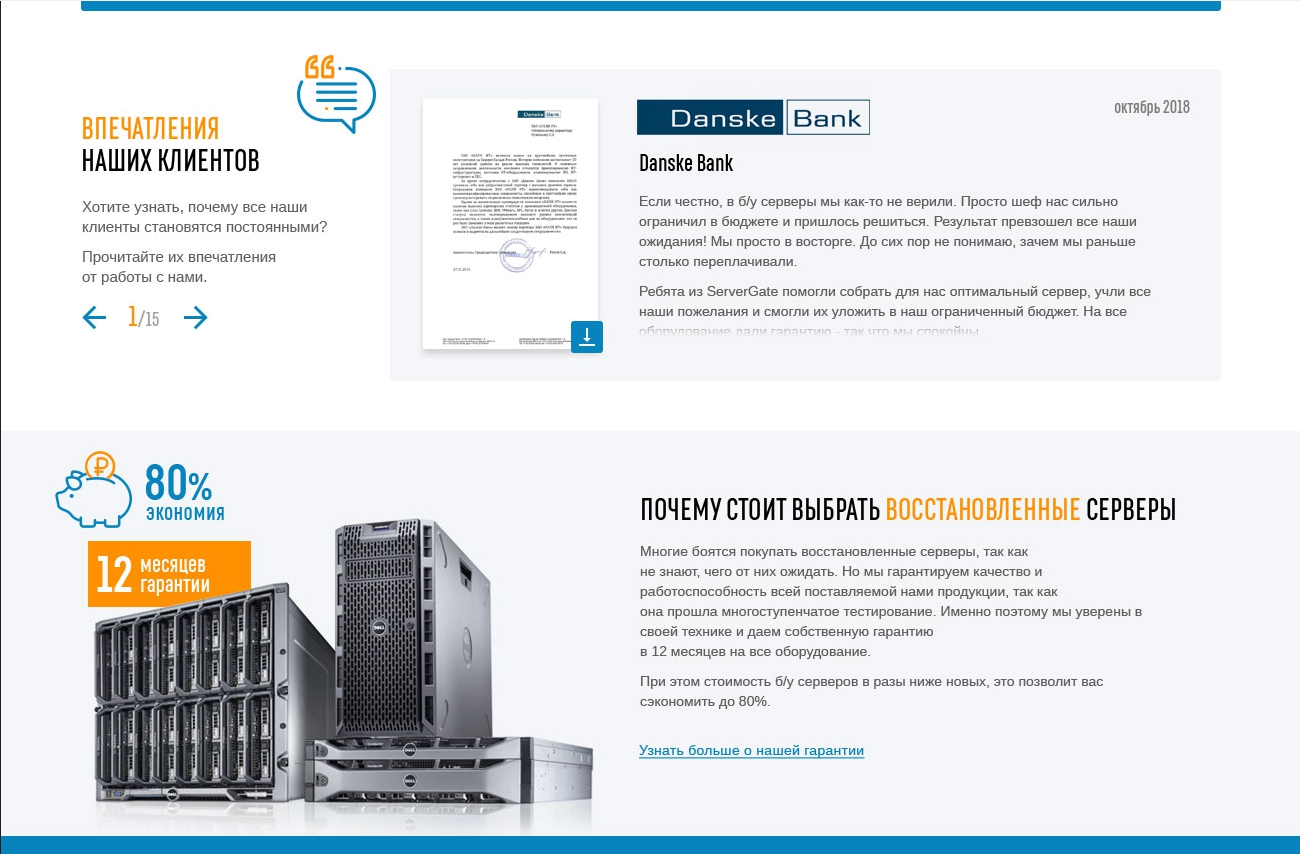 ВПЕЧАТЛЕНИЯ
НАШИХ КЛИЕНТОВ
Хотите узнать, почему все наши
клиенты становятся постоянными?
Прочитайте их впечатления
от работы с нами.
1/15
Danske Bank
Danske Bank
октябрь 2018
Danske Bank
Если честно, в б/у серверы мы как-то не верили. Просто шеф нас сильно
ограничил в бюджете и пришлось решиться. Результат превзошел все наши
ожидания! Мы просто в восторге. До сих пор не понимаю, зачем мы раньше
столько переплачивали.
Ребята из ServerGate помогли собрать для нас оптимальный сервер, учли все
наши пожелания и смогли их уложить в наш ограниченный бюджет. На все
оборудование дали гарантию - так что мы спокойны.
80%
экономия
12 месяцев
гарантии
DELL
DELL
DELL
DELL
ПОЧЕМУ СТОИТ ВЫБРАТЬ ВОССТАНОВЛЕННЫЕ СЕРВЕРЫ
Многие боятся покупать восстановленные серверы, так как
не знают, чего от них ожидать. Но мы гарантируем качество и
работоспособность всей поставляемой нами продукции, так как
она прошла многоступенчатое тестирование. Именно поэтому мы уверены в
своей технике и даем собственную гарантию
в 12 месяцев на все оборудование.
При этом стоимость б/у серверов в разы ниже новых, это позволит вас
сэкономить до 80%.
Узнать больше о нашей гарантии